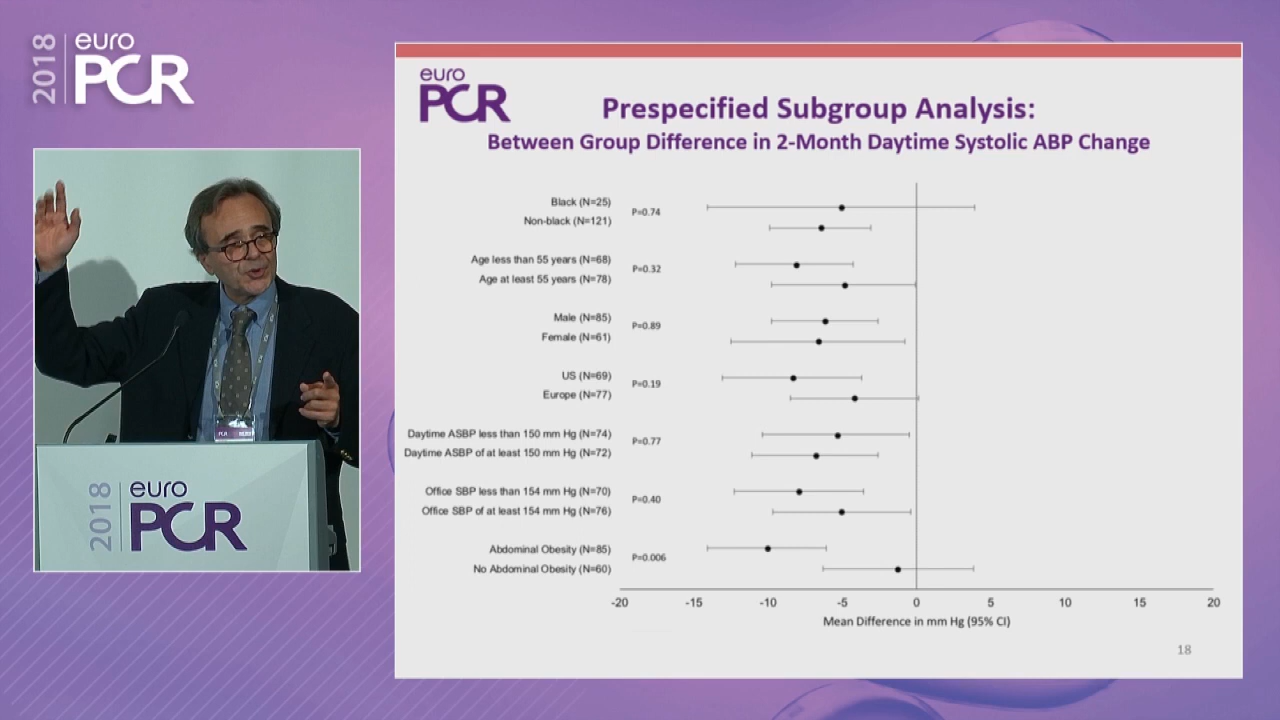 2018
euro
PCR
euro
PCR
Prespecified Subgroup Analysis:
Between Group Difference in 2-Month Daytime Systolic ABP Change
Black (N=25)
P=0.74
Non-black (N=121)
Age less than 55 years (N=68)
P=0.32
Age at least 55 years (N=78)
Male (N=85)
P=0.89
Female (N=61)
US (N=69)
P=0.19
Europe (N=77)
Daytime ASBP less than 150 mm Hg (N=74)
P=0.77
Daytime ASBP of at least 150 mm Hg (N=72)
Office SBP less than 154 mm Hg (N=70)
P=0.40
Office SBP of at least 154 mm Hg (N=76)
Abdominal Obesity (N=85)
P=0.006
No Abdominal Obesity (N=60)
-20 -15 -10 -5 0 5 10 15 20
Mean Difference in mm Hg (95% CI)
18
2018
euro
PCR